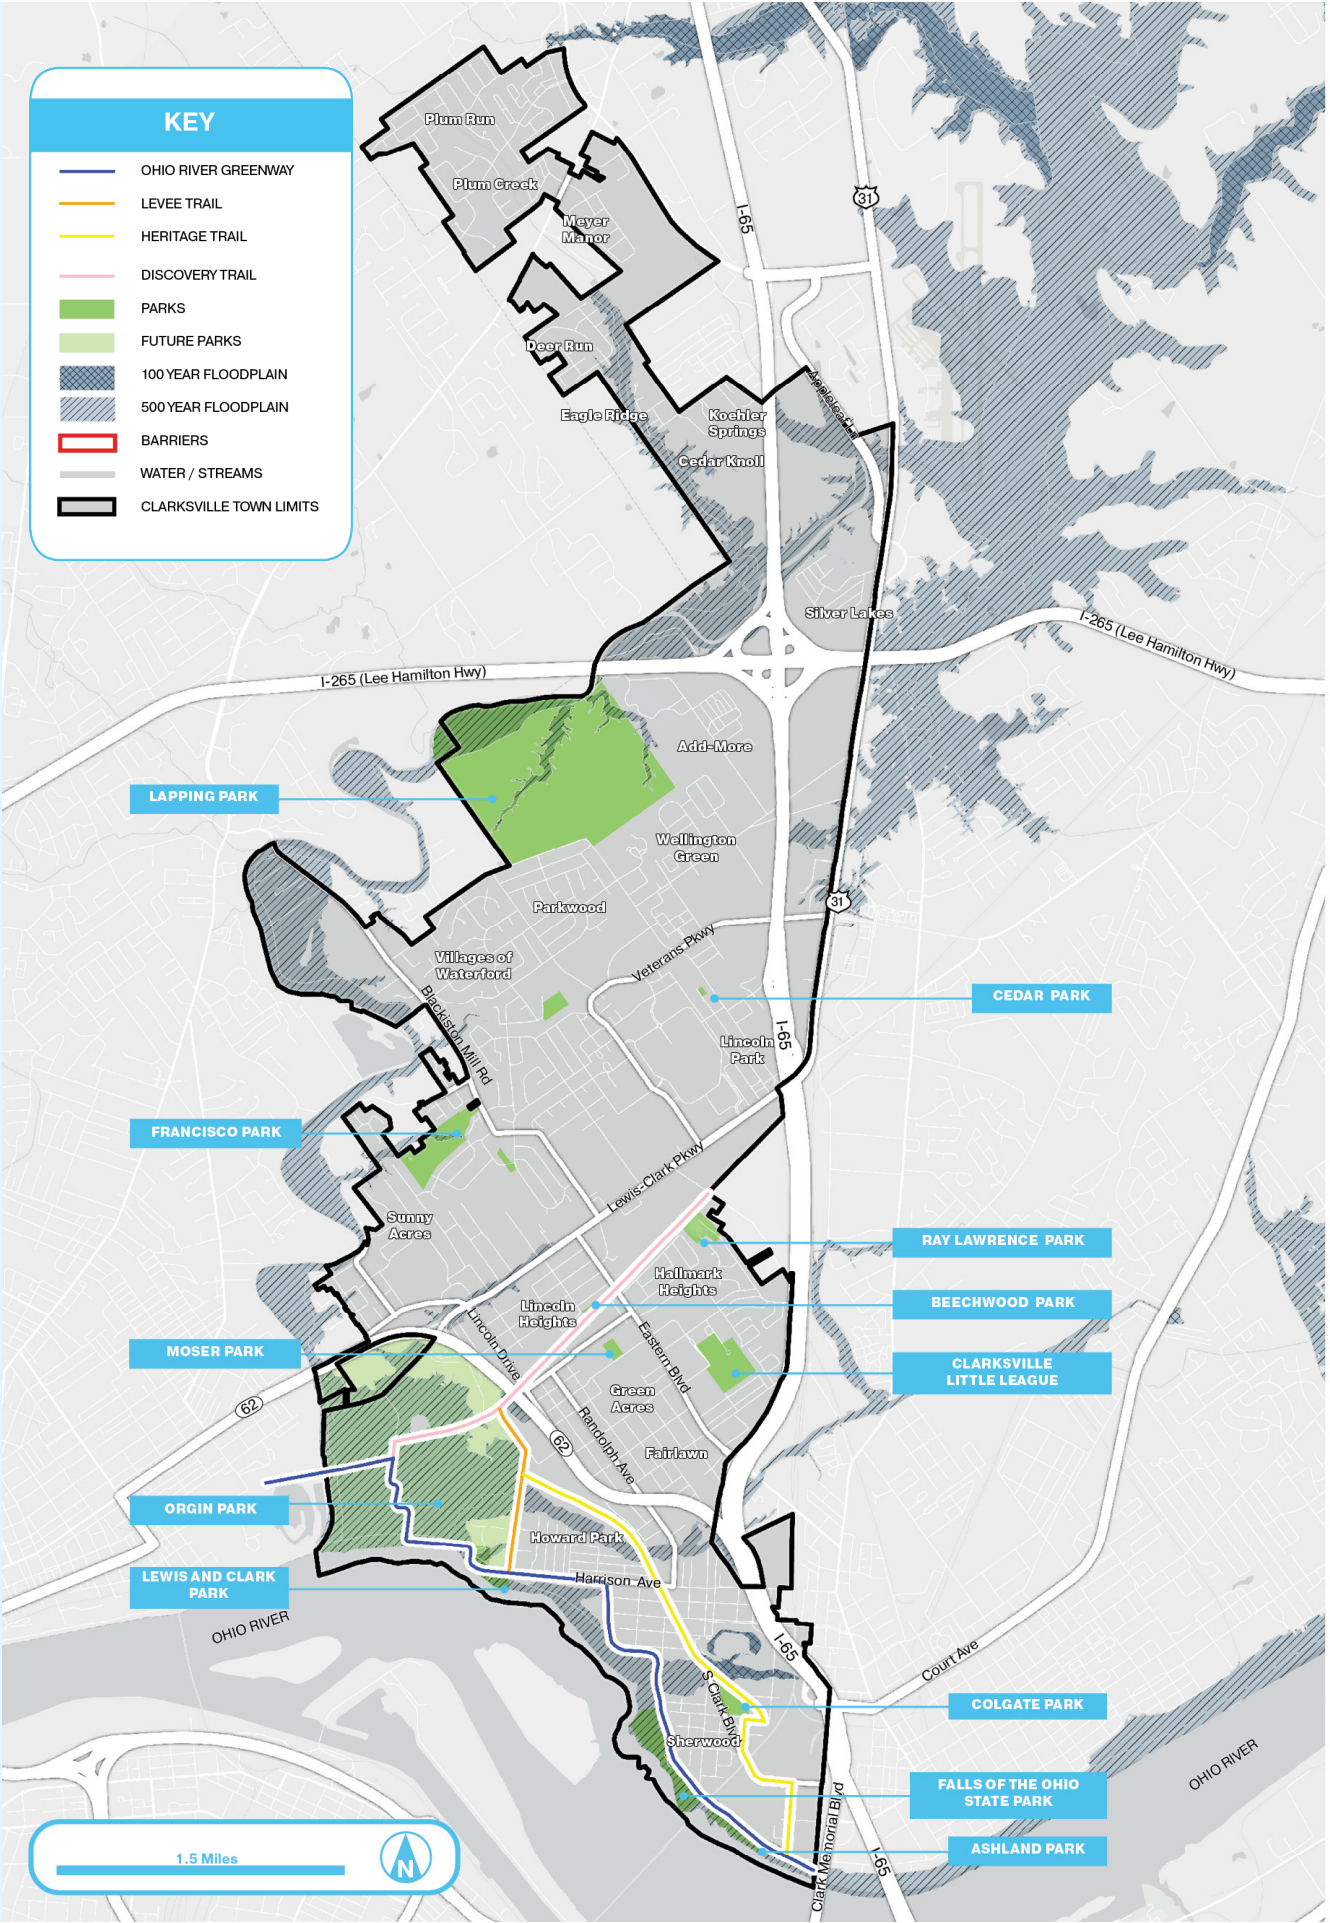 KEY
OHIO RIVER GREENWAY
LEVEE TRAIL
HERITAGE TRAIL
DISCOVERY TRAIL
PARKS
FUTURE PARKS
100 YEAR FLOODPLAIN
500 YEAR FLOODPLAIN
BARRIERS
WATER / STREAMS
CLARKSVILLE TOWN LIMITS
Plum Run
Plum Creek
Meyer
Manor
I-65
31
Deer Run
Eagle Ridge
Appleleaf Ln
Koehler
Springs
Cedar Knoll
Silver Lakes
I-265 (Lee Hamilton Hwy)
I-265 (Lee Hamilton Hwy)
Add-More
LAPPING PARK
Wellington
Green
Parkwood
31
Veterans Pkwy
Villages of
Waterford
Blackiston Mill Rd
CEDAR PARK
I-65
Lincoln
Park
FRANCISCO PARK
Lewis-Clark Pkwy
Sunny
Acres
RAY LAWRENCE PARK
Hallmark
Heights
BEECHWOOD PARK
Lincoln
Heights
Lincoln Drive
Eastern Blvd
MOSER PARK
CLARKSVILLE
LITTLE LEAGUE
Green
Acres
62
62
Randolph Ave
Fairlawn
ORGIN PARK
Howard Park
LEWIS AND CLARK
PARK
Harrison Ave
OHIO RIVER
I-65
Court Ave
S Clark Blvd
COLGATE PARK
Sherwood
OHIO RIVER
FALLS OF THE OHIO
STATE PARK
Clark Memorial Blvd
ASHLAND PARK
I-65
1.5 Miles
N